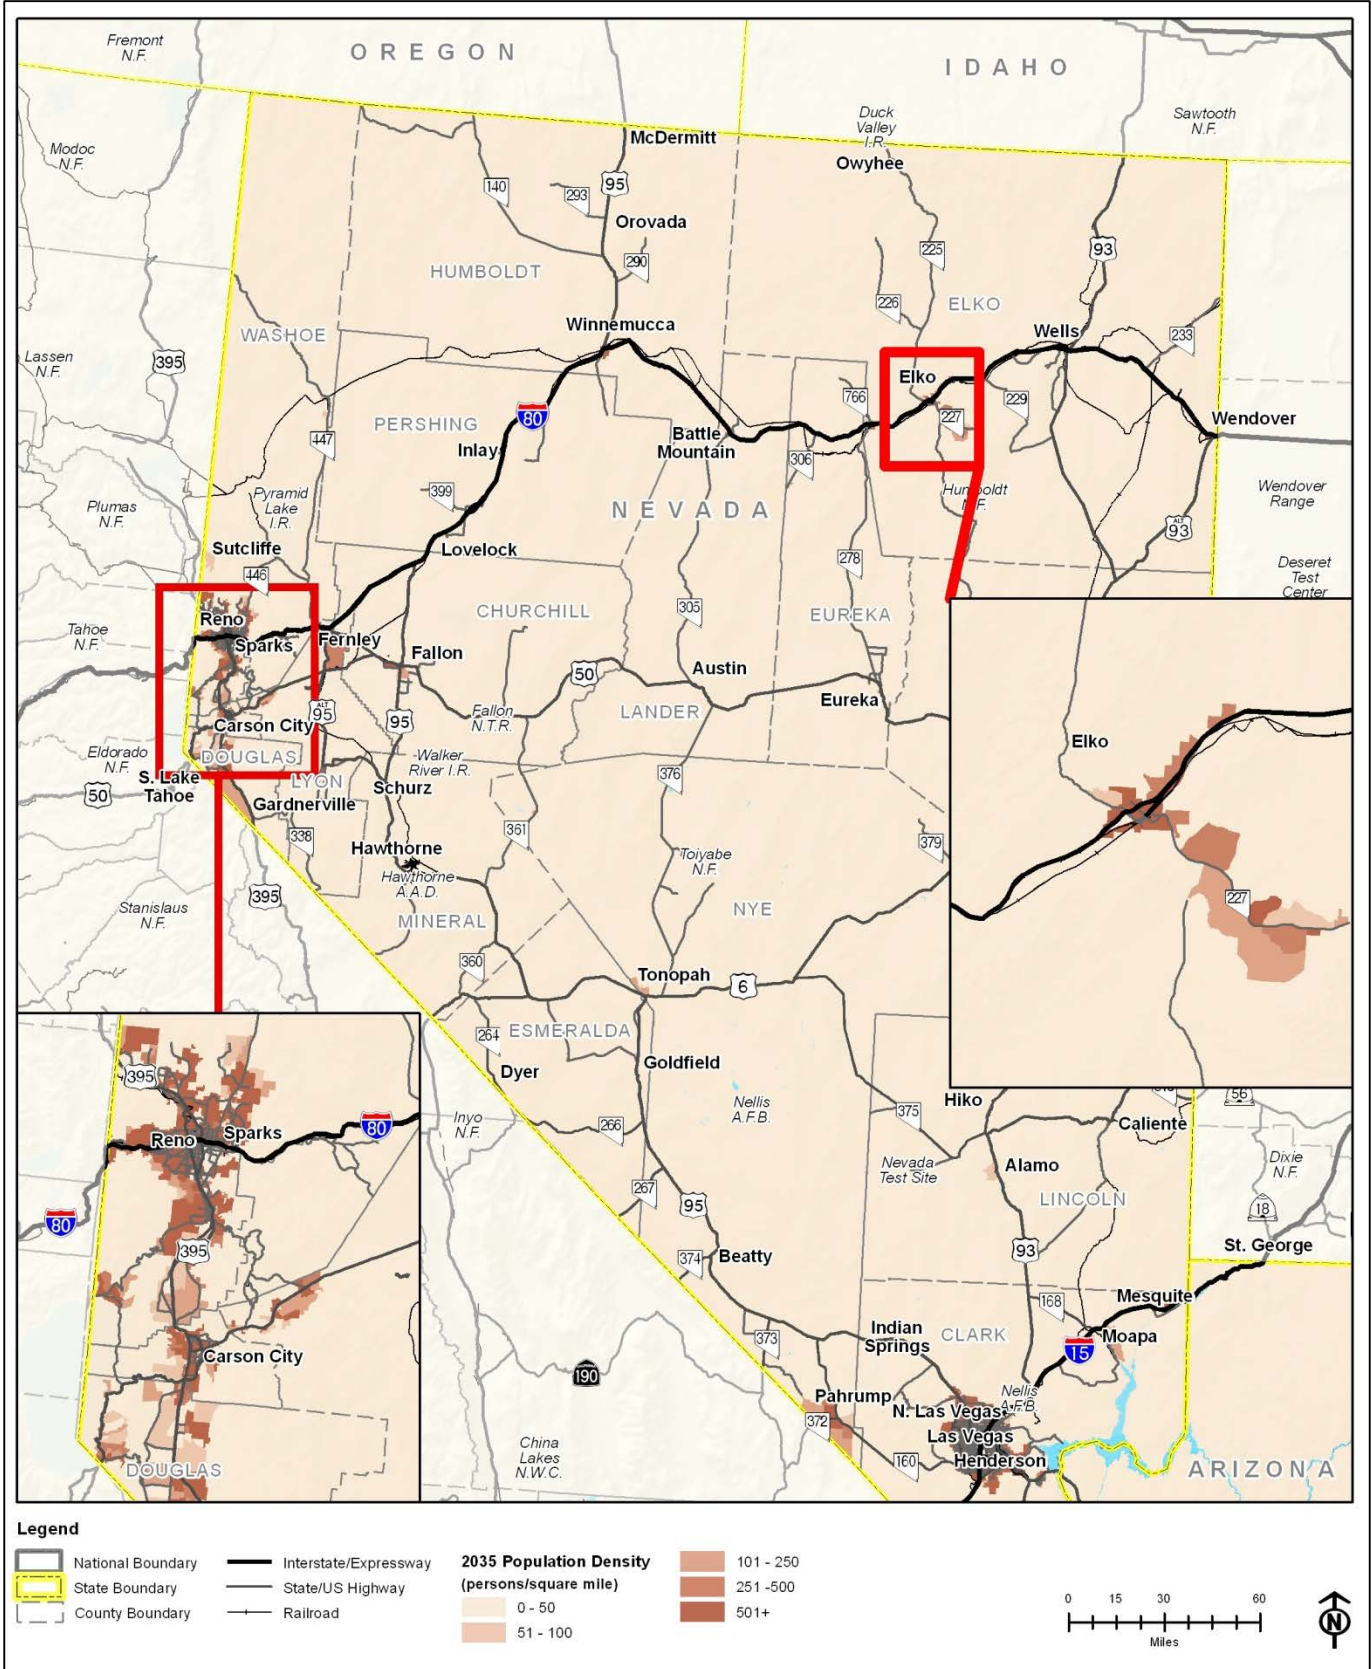 Fremont
N.F.
OREGON
IDAHO
Modoc
N.F.
McDermitt
Duck
Valley
I.R.
Owyhee
Sawtooth
N.F.
140
293
95
Orovada
290
HUMBOLDT
225
226
93
ELKO
WASHOE
Winnemucca
Wells
233
Lassen
N.F.
395
Elko
766
229
227
PERSHING
80
447
Inlay
Battle
Mountain
306
Wendover
399
Pyramid
Lake
I.R.
Humboldt
N.F.
NEVADA
Wendover
Range
Plumas
N.F.
ALT
93
Sutcliffe
446
Lovelock
278
Deseret
Test
Center
CHURCHILL
305
EUREKA
Tahoe
N.F.
Reno
Sparks
Fernley
Fallon
50
Austin
Eureka
ALT
95
95
Fallon
N.T.R.
LANDER
Carson City
Eldorado
N.F.
DOUGLAS
LYON
Walker
River I.R.
376
S. Lake
Tahoe
50
Schurz
Gardnerville
338
361
379
Hawthorne
Hawthorne
A.A.D.
Toiyabe
N.F.
395
Stanislaus
N.F.
MINERAL
NYE
360
Tonopah
6
264
ESMERALDA
Dyer
Goldfield
Inyo
N.F.
266
Nellis
A.F.B.
375
Hiko
56
Caliente
Nevada
Test Site
Alamo
Dixie
N.F.
LINCOLN
267
95
18
93
St. George
374
Beatty
168
Mesquite
373
Indian
Springs
CLARK
15
Moapa
190
Pahrump
372
N. Las Vegas
Nellis
A.F.B.
Las Vegas
160
Henderson
China
Lakes
N.W.C.
ARIZONA
Elko
227
395
Reno
Sparks
80
80
395
Carson City
DOUGLAS
Legend
National Boundary
State Boundary
County Boundary
Interstate/Expressway
State/US Highway
Railroad
2035 Population Density
(persons/square mile)
0 - 50
51 - 100
101 - 250
251 -500
501+
0 15 30 60
Miles
N